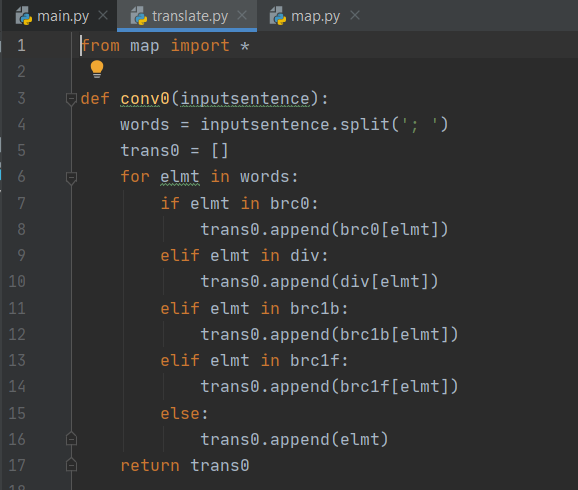 main.py translate.py map.py
1 from map import *
2
3 def conv0(inputsentence):
4     words = inputsentence.split('; ')
5     trans0 = []
6     for elmt in words:
7         if elmt in brc0:
8             trans0.append(brc0[elmt])
9         elif elmt in div:
10             trans0.append(div[elmt])
11         elif elmt in brc1b:
12             trans0.append(brc1b[elmt])
13         elif elmt in brc1f:
14             trans0.append(brc1f[elmt])
15         else:
16             trans0.append(elmt)
17     return trans0